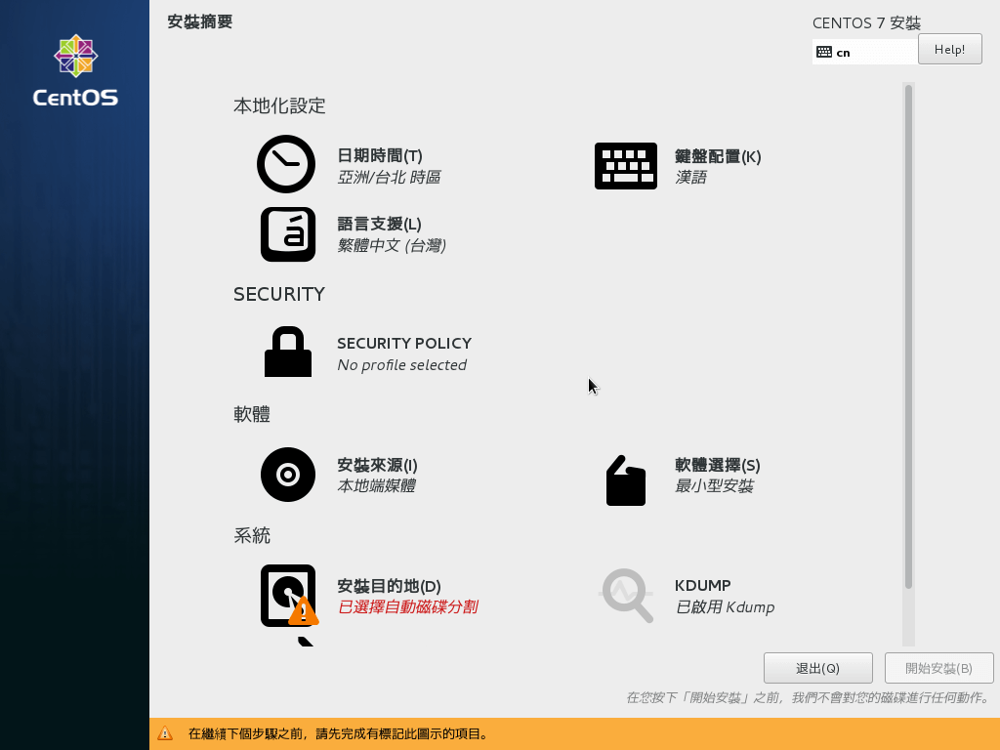 安裝摘要
CENTOS 7 安裝
cn
Help!
CentOS
本地化設定
日期時間(T)
亞洲/台北 時區
鍵盤配置(K)
漢語
語言支援(L)
繁體中文 (台灣)
SECURITY
SECURITY POLICY
No profile selected
軟體
安裝來源(I)
本地端媒體
軟體選擇(S)
最小型安裝
系統
安裝目的地(D)
已選擇自動磁碟分割
KDUMP
已啟用 Kdump
退出(Q)
開始安裝(B)
在您按下「開始安裝」之前，我們不會對您的磁碟進行任何動作。
在繼續下個步驟之前，請先完成有標記此圖示的項目。